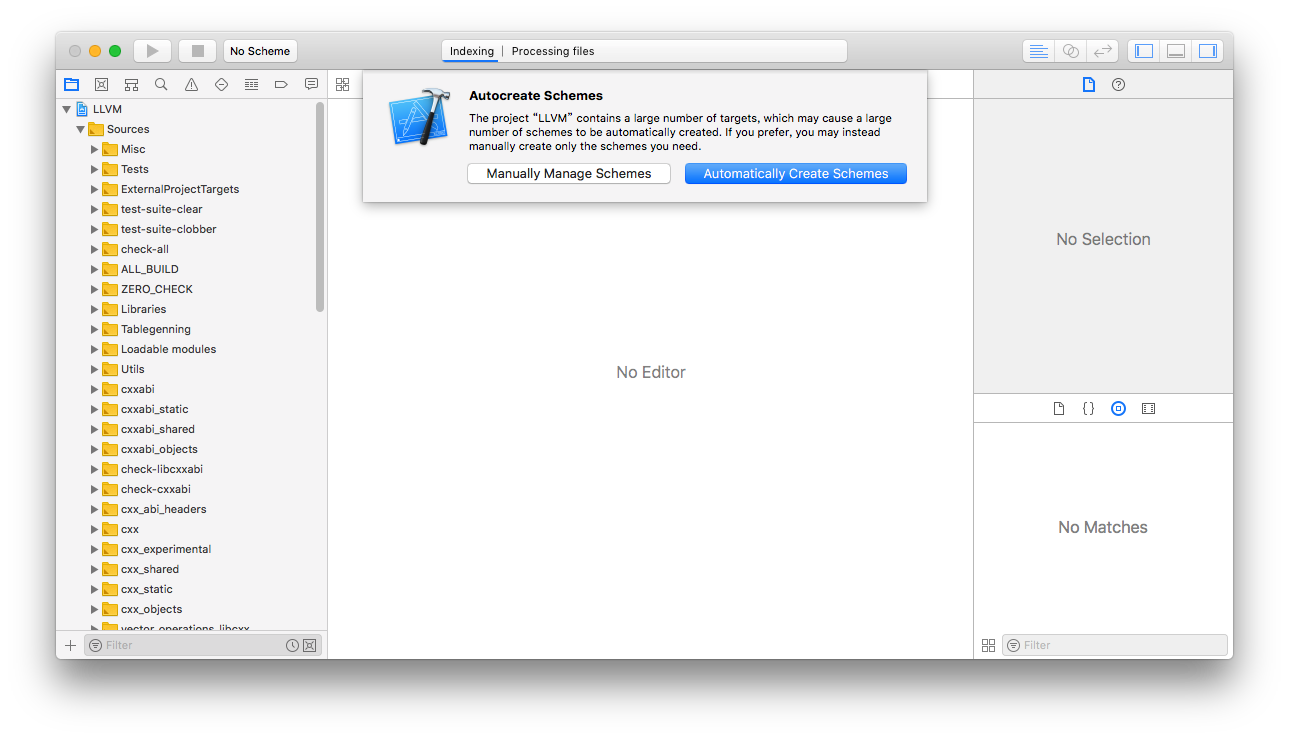 No Scheme
Indexing | Processing files
LLVM
Sources
Misc
Tests
ExternalProjectTargets
test-suite-clear
test-suite-clobber
check-all
ALL_BUILD
ZERO_CHECK
Libraries
Tablegenning
Loadable modules
Utils
cxxabi
cxxabi_static
cxxabi_shared
cxxabi_objects
check-libcxxabi
check-cxxabi
cxx_abi_headers
cxx
cxx_experimental
cxx_shared
cxx_static
cxx_objects
vector_operations_libcxx
Filter
Autocreate Schemes
The project “LLVM” contains a large number of targets, which may cause a large
number of schemes to be automatically created. If you prefer, you may instead
manually create only the schemes you need.
Manually Manage Schemes
Automatically Create Schemes
No Editor
No Selection
No Matches
Filter